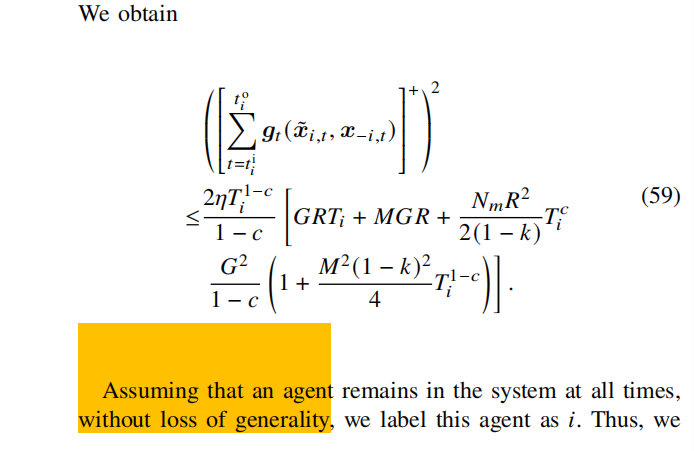 We obtain
\left( \left[ \sum_{t=t_i^{\mathrm{i}}}^{t_i^{\mathrm{o}}} \boldsymbol{g}_t(\tilde{\boldsymbol{x}}_{i,t}, \boldsymbol{x}_{-i,t}) \right]^+ \right)^2
\leq \frac{2\eta T_i^{1-c}}{1-c} \left[ GRT_i + MGR + \frac{N_m R^2}{2(1-k)} T_i^c \right. (59)
\left. \frac{G^2}{1-c} \left( 1 + \frac{M^2(1-k)^2}{4} T_i^{1-c} \right) \right].
Assuming that an agent remains in the system at all times,
without loss of generality, we label this agent as i. Thus, we